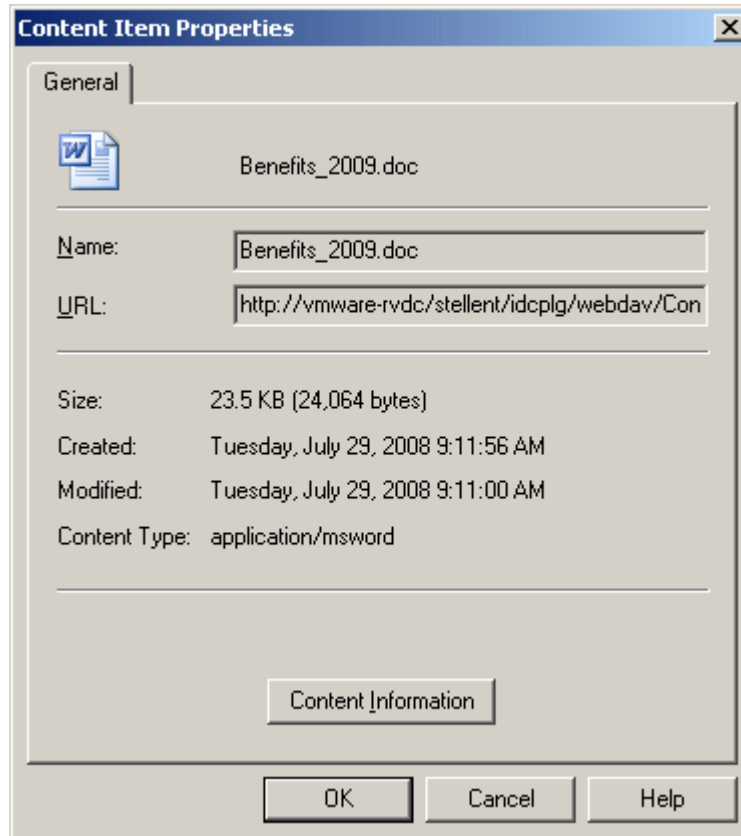 Content Item Properties
General
Benefits_2009.doc
Name: Benefits_2009.doc
URL: http://vmware-rvdc/stellent/idcplg/webdav/Con
Size: 23.5 KB (24,064 bytes)
Created: Tuesday, July 29, 2008 9:11:56 AM
Modified: Tuesday, July 29, 2008 9:11:00 AM
Content Type: application/msword
Content Information
OK Cancel Help